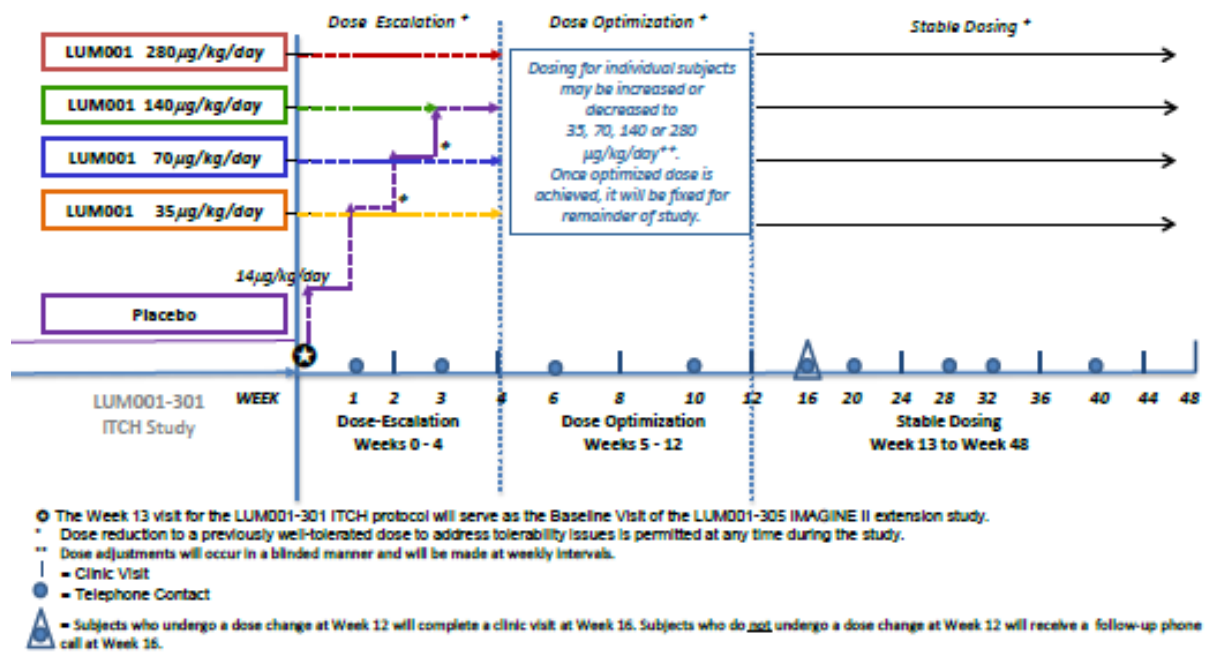 Dose Escalation * Dose Optimization * Stable Dosing *
LUM001 280µg/kg/day
LUM001 140µg/kg/day
LUM001 70µg/kg/day
LUM001 35µg/kg/day
Dosing for individual subjects
may be increased or
decreased to
35, 70, 140 or 280
µg/kg/day**.
Once optimized dose is
achieved, it will be fixed for
remainder of study.
*
*
14µg/kg/day
Placebo
WEEK 1 2 3 4 6 8 10 12 16 20 24 28 32 36 40 44 48
LUM001-301
ITCH Study
Dose-Escalation
Weeks 0 - 4
Dose Optimization
Weeks 5 - 12
Stable Dosing
Week 13 to Week 48
✪ The Week 13 visit for the LUM001-301 ITCH protocol will serve as the Baseline Visit of the LUM001-305 IMAGINE II extension study.
* Dose reduction to a previously well-tolerated dose to address tolerability issues is permitted at any time during the study.
** Dose adjustments will occur in a blinded manner and will be made at weekly intervals.
= Clinic Visit
= Telephone Contact
= Subjects who undergo a dose change at Week 12 will complete a clinic visit at Week 16. Subjects who do not undergo a dose change at Week 12 will receive a follow-up phone
call at Week 16.